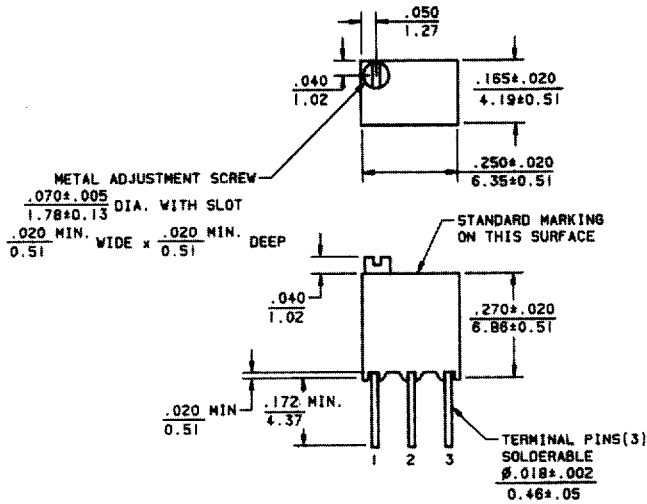 .050
1.27
.040
1.02
.165±.020
4.19±0.51
.250±.020
6.35±0.51
METAL ADJUSTMENT SCREW
.070±.005
1.78±0.13 DIA. WITH SLOT
.020 MIN. WIDE x .020 MIN. DEEP
0.51 0.51
STANDARD MARKING
ON THIS SURFACE
.040
1.02
.270±.020
6.86±0.51
.020 MIN
0.51
.172 MIN.
4.37
1 2 3
TERMINAL PINS(3)
SOLDERABLE
Ø.018±.002
0.46±.05